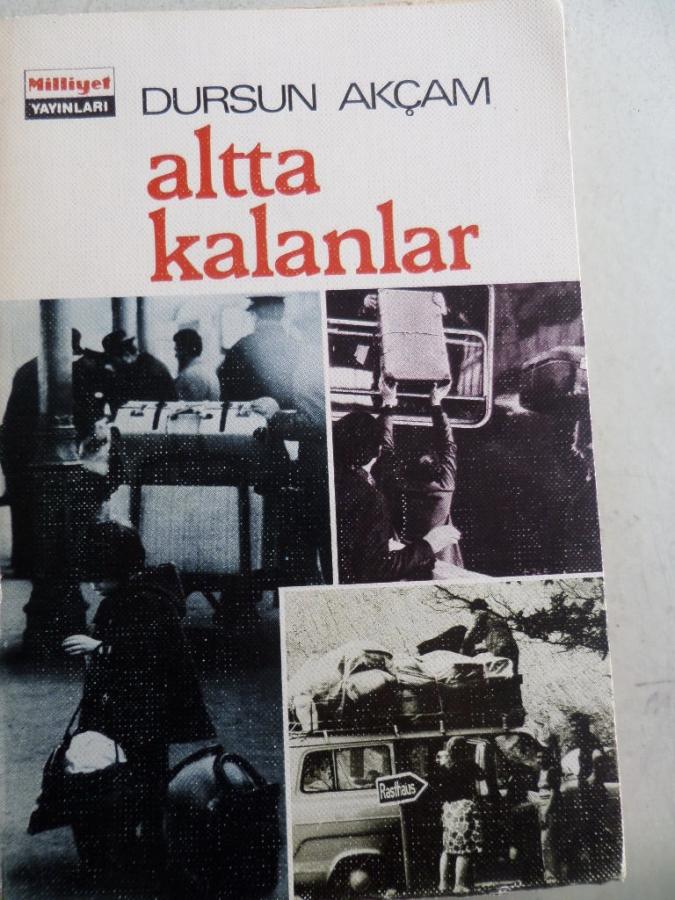 Milliyet
YAYINLARI
DURSUN AKÇAM
altta
kalanlar
Rasthaus